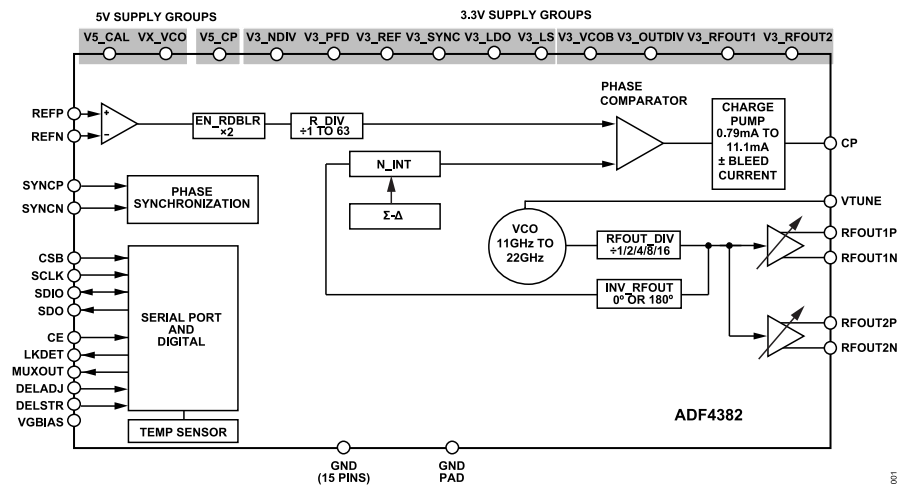 5V SUPPLY GROUPS
3.3V SUPPLY GROUPS
V5_CAL VX_VCO V5_CP V3_NDIV V3_PFD V3_REF V3_SYNC V3_LDO V3_LS V3_VCOB V3_OUTDIV V3_RFOUT1 V3_RFOUT2
REFP
REFN
+
–
EN_RDBLR
×2
R_DIV
÷1 TO 63
PHASE
COMPARATOR
CHARGE
PUMP
0.79mA TO
11.1mA
± BLEED
CURRENT
CP
N_INT
Σ-Δ
SYNCP
SYNCN
PHASE
SYNCHRONIZATION
VTUNE
VCO
11GHz TO
22GHz
RFOUT_DIV
÷1/2/4/8/16
INV_RFOUT
0º OR 180º
RFOUT1P
RFOUT1N
RFOUT2P
RFOUT2N
CSB
SCLK
SDIO
SDO
CE
LKDET
MUXOUT
DELADJ
DELSTR
VGBIAS
SERIAL PORT
AND
DIGITAL
TEMP SENSOR
ADF4382
GND
(15 PINS)
GND
PAD
001